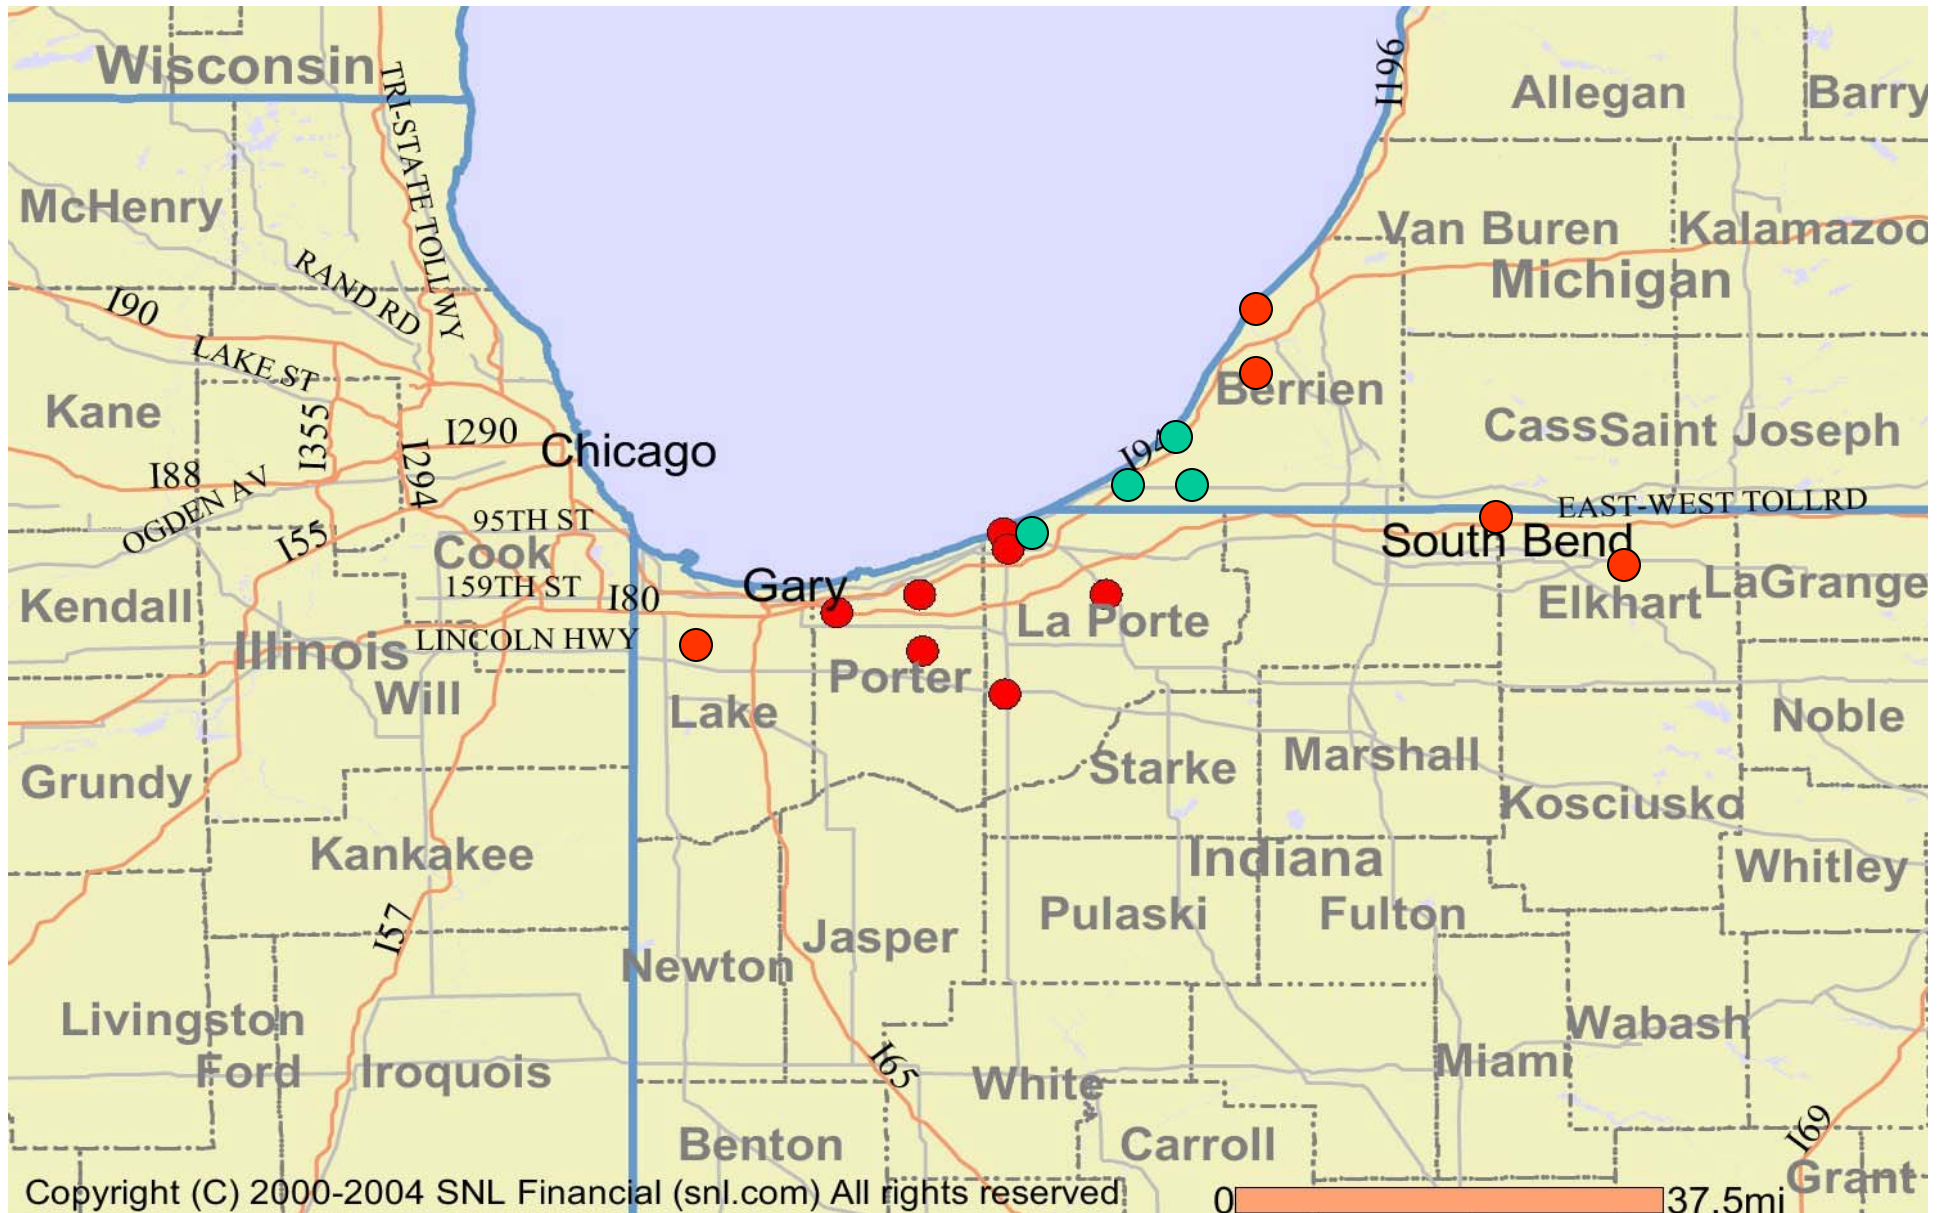 Wisconsin
TRI-STATE TOLLWY
I196
Allegan
Barry
McHenry
RAND RD
Van Buren
Kalamazoo
Michigan
I90
LAKE ST
Kane
I355
I290
I294
Chicago
Berrien
Cass
Saint Joseph
I94
I88
OGDEN AV
EAST-WEST TOLLRD
I55
95TH ST
Cook
South Bend
159TH ST
I80
Gary
Kendall
La Porte
Elkhart
LaGrange
Illinois
LINCOLN HWY
Will
Porter
Lake
Noble
Grundy
Starke
Marshall
Kosciusko
Kankakee
Indiana
Whitley
I57
Pulaski
Fulton
Jasper
Newton
Livingston
Wabash
Ford
Iroquois
I65
White
Miami
Benton
Carroll
I69
Grant
Copyright (C) 2000-2004 SNL Financial (snl.com) All rights reserved
0
37.5mi